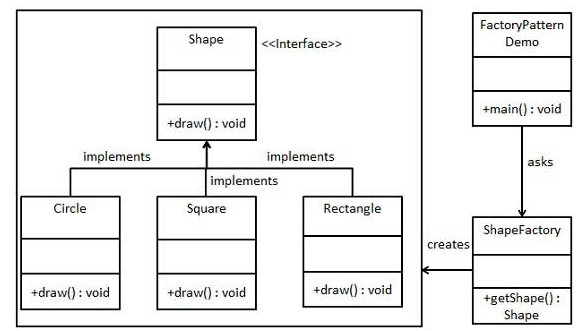 Shape
<<Interface>>
+draw() : void
implements
implements
implements
Circle
+draw() : void
Square
+draw() : void
Rectangle
+draw() : void
FactoryPattern
Demo
+main() : void
asks
creates
ShapeFactory
+getShape() :
Shape